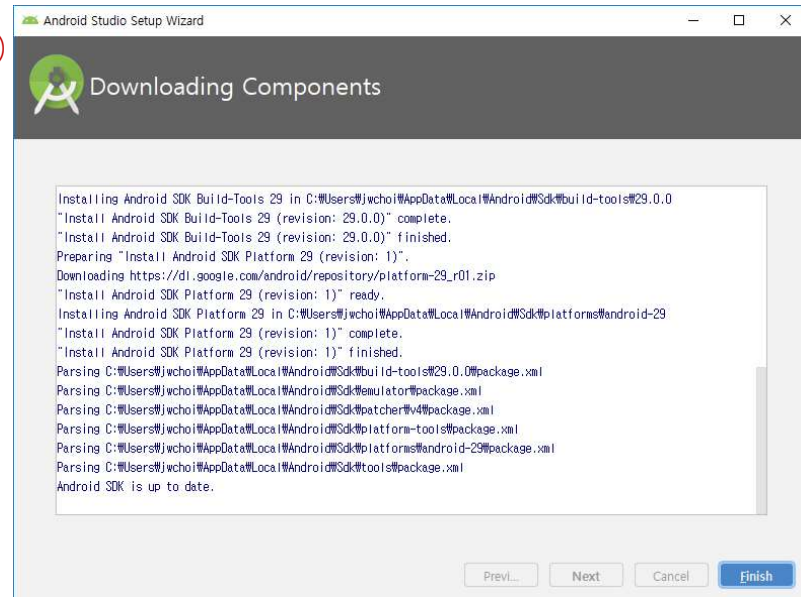 Android Studio Setup Wizard
Downloading Components
Installing Android SDK Build-Tools 29 in C:₩Users₩jwchoi₩AppData₩Local₩Android₩Sdk₩build-tools₩29.0.0
"Install Android SDK Build-Tools 29 (revision: 29.0.0)" complete.
"Install Android SDK Build-Tools 29 (revision: 29.0.0)" finished.
Preparing "Install Android SDK Platform 29 (revision: 1)".
Downloading https://dl.google.com/android/repository/platform-29_r01.zip
"Install Android SDK Platform 29 (revision: 1)" ready.
Installing Android SDK Platform 29 in C:₩Users₩jwchoi₩AppData₩Local₩Android₩Sdk₩platforms₩android-29
"Install Android SDK Platform 29 (revision: 1)" complete.
"Install Android SDK Platform 29 (revision: 1)" finished.
Parsing C:₩Users₩jwchoi₩AppData₩Local₩Android₩Sdk₩build-tools₩29.0.0₩package.xml
Parsing C:₩Users₩jwchoi₩AppData₩Local₩Android₩Sdk₩emulator₩package.xml
Parsing C:₩Users₩jwchoi₩AppData₩Local₩Android₩Sdk₩patcher₩v4₩package.xml
Parsing C:₩Users₩jwchoi₩AppData₩Local₩Android₩Sdk₩platform-tools₩package.xml
Parsing C:₩Users₩jwchoi₩AppData₩Local₩Android₩Sdk₩platforms₩android-29₩package.xml
Parsing C:₩Users₩jwchoi₩AppData₩Local₩Android₩Sdk₩tools₩package.xml
Android SDK is up to date.
Previ... Next Cancel Finish